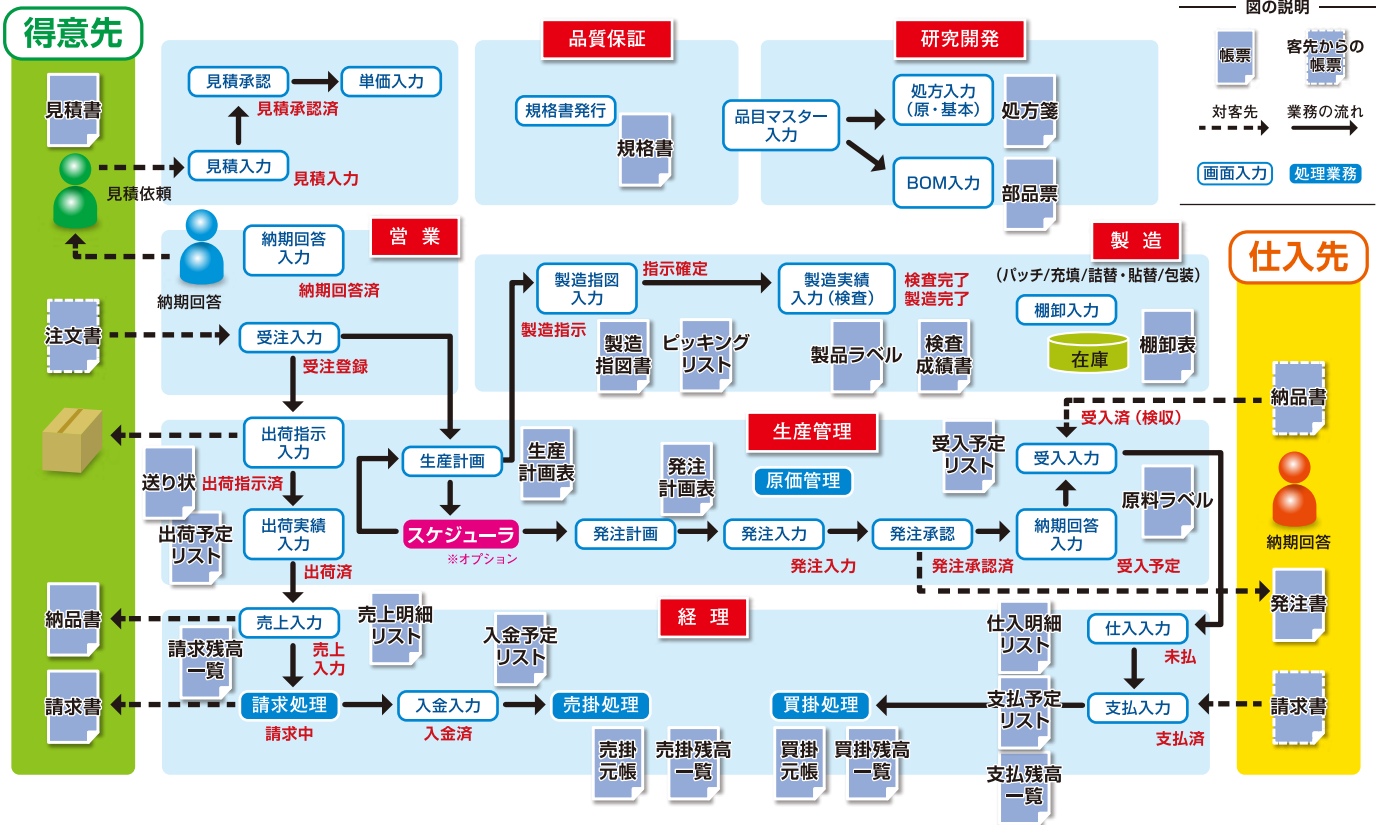 得意先
見積書
見積依頼
納期回答
注文書
送り状
出荷予定
リスト
納品書
請求書
見積承認
単価入力
見積承認済
見積入力
見積入力
営業
納期回答
入力
納期回答済
受注入力
受注登録
出荷指示
入力
出荷指示済
出荷実績
入力
出荷済
品質保証
規格書発行
規格書
研究開発
品目マスター
入力
処方入力
(原・基本)
処方箋
BOM入力
部品票
図の説明
帳票
客先からの
帳票
対客先
業務の流れ
画面入力
処理業務
製造
(パッチ/充填/詰替・貼替/包装)
製造指図
入力
指示確定
製造指示
製造
指図書
ピッキング
リスト
製造実績
入力(検査)
検査完了
製造完了
製品ラベル
検査
成績書
棚卸入力
在庫
棚卸表
生産管理
原価管理
生産計画
生産
計画表
スケジューラ
※オプション
発注
計画表
発注計画
発注入力
発注入力
発注承認
発注承認済
受入予定
リスト
受入済(検収)
受入入力
原料ラベル
納期回答
入力
受入予定
経理
売上入力
売上
入力
請求残高
一覧
売上明細
リスト
請求処理
請求中
入金入力
入金済
入金予定
リスト
売掛処理
売掛
元帳
売掛残高
一覧
買掛処理
買掛
元帳
買掛残高
一覧
仕入明細
リスト
支払予定
リスト
支払残高
一覧
仕入入力
未払
支払入力
支払済
仕入先
納品書
納期回答
発注書
請求書